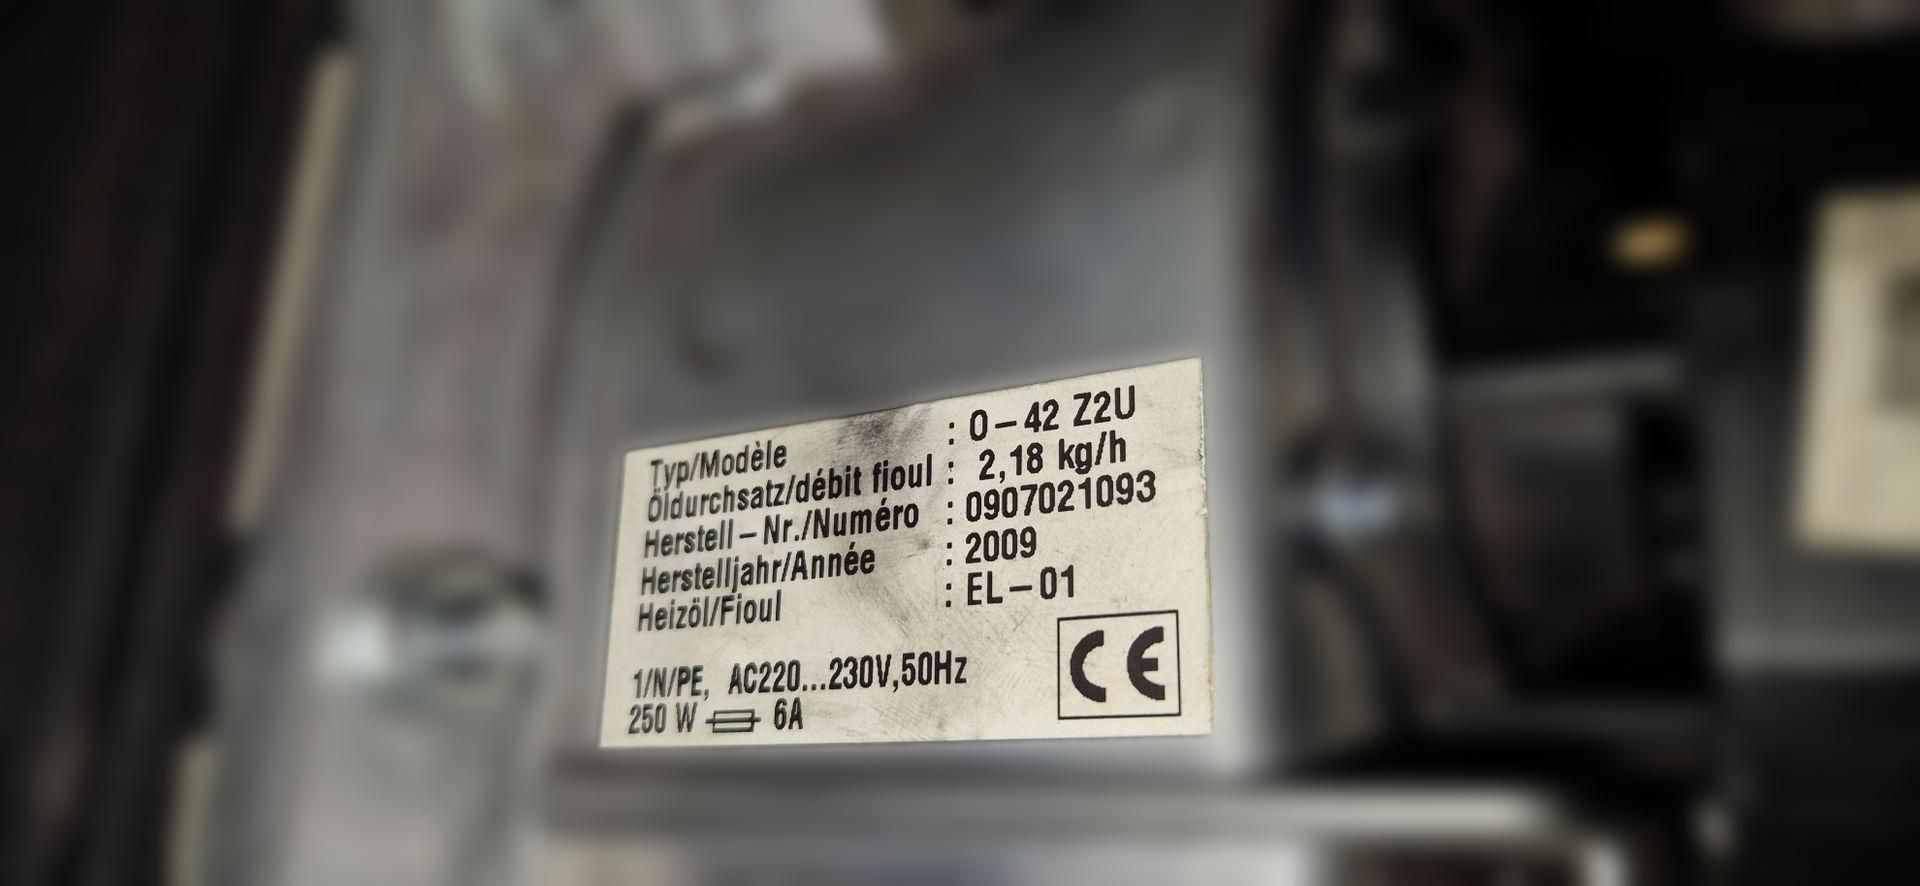 Typ/Modèle : 0-42 Z2U
Öldurchsatz/débit fioul : 2,18 kg/h
Herstell-Nr./Numéro : 0907021093
Herstelljahr/Année : 2009
Heizöl/Fioul : EL-01
1/N/PE, AC220...230V,50Hz
250 W 6A
CE